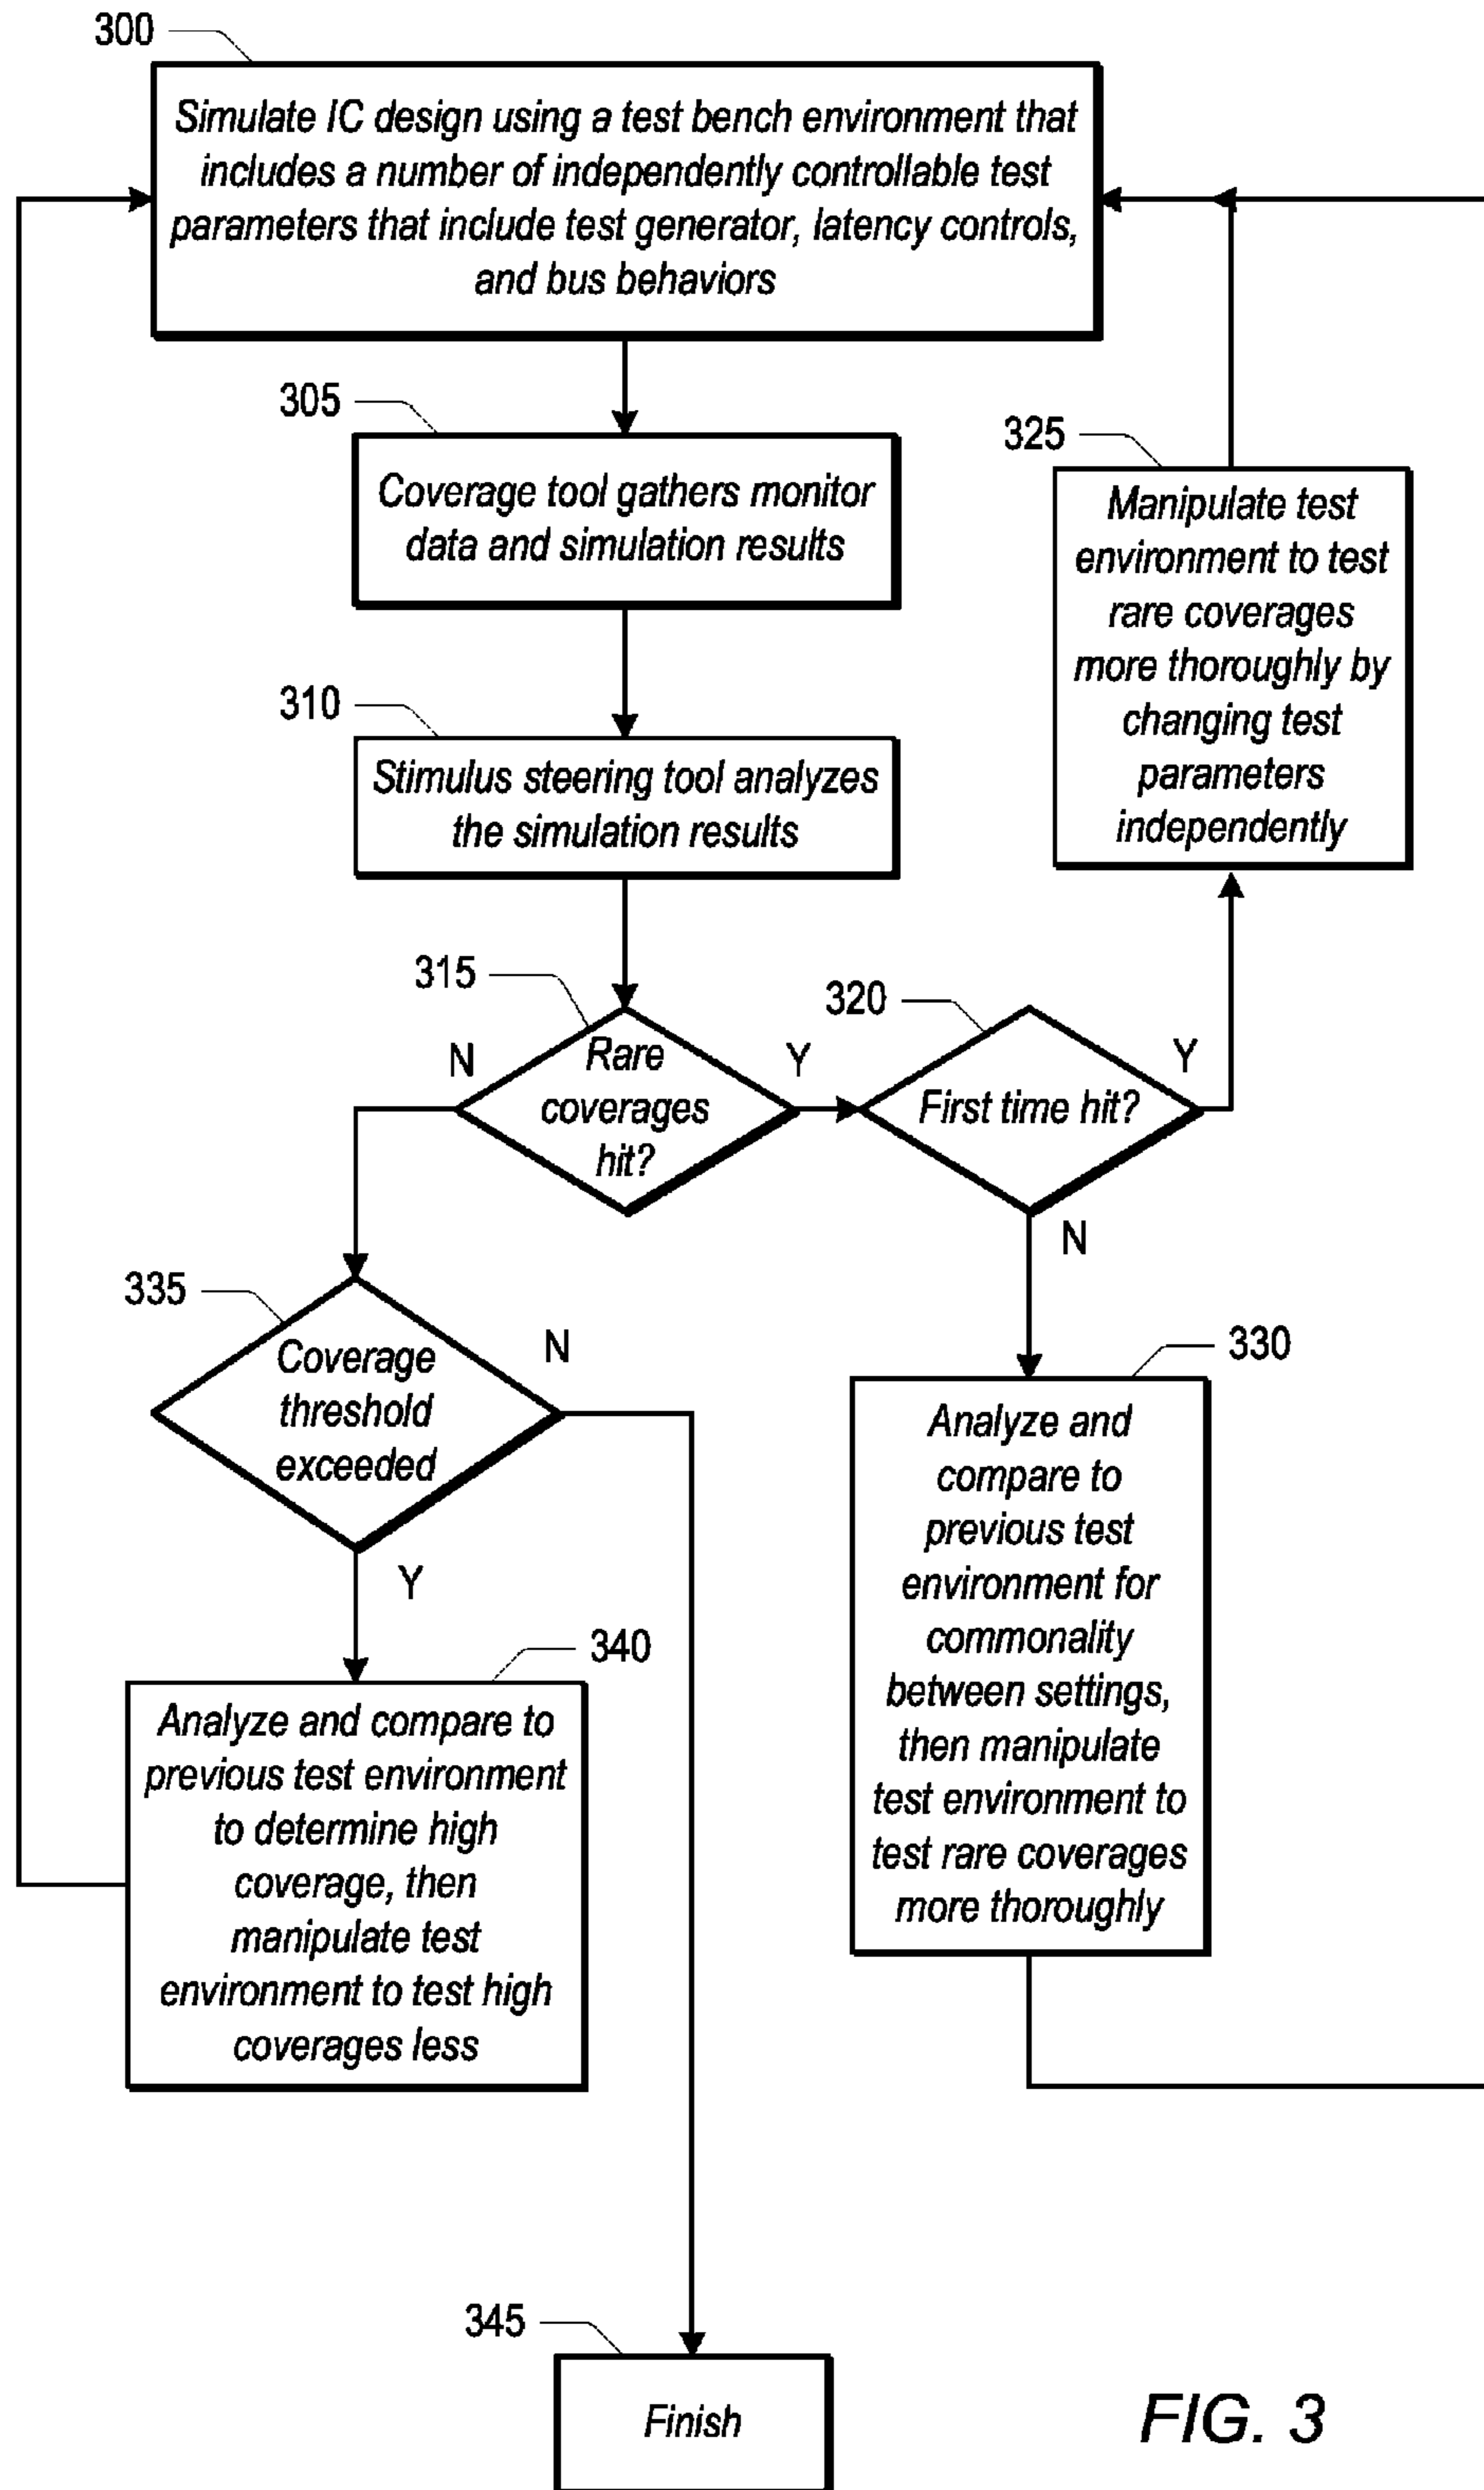 300
Simulate IC design using a test bench environment that
includes a number of independently controllable test
parameters that include test generator, latency controls,
and bus behaviors
305
Coverage tool gathers monitor
data and simulation results
325
Manipulate test
environment to test
rare coverages
more thoroughly by
changing test
parameters
independently
310
Stimulus steering tool analyzes
the simulation results
315
N
Rare
coverages
hit?
Y
320
First time hit?
Y
N
335
Coverage
threshold
exceeded
N
Y
330
Analyze and
compare to
previous test
environment for
commonality
between settings,
then manipulate
test environment to
test rare coverages
more thoroughly
340
Analyze and compare to
previous test environment
to determine high
coverage, then
manipulate test
environment to test high
coverages less
345
Finish
FIG. 3